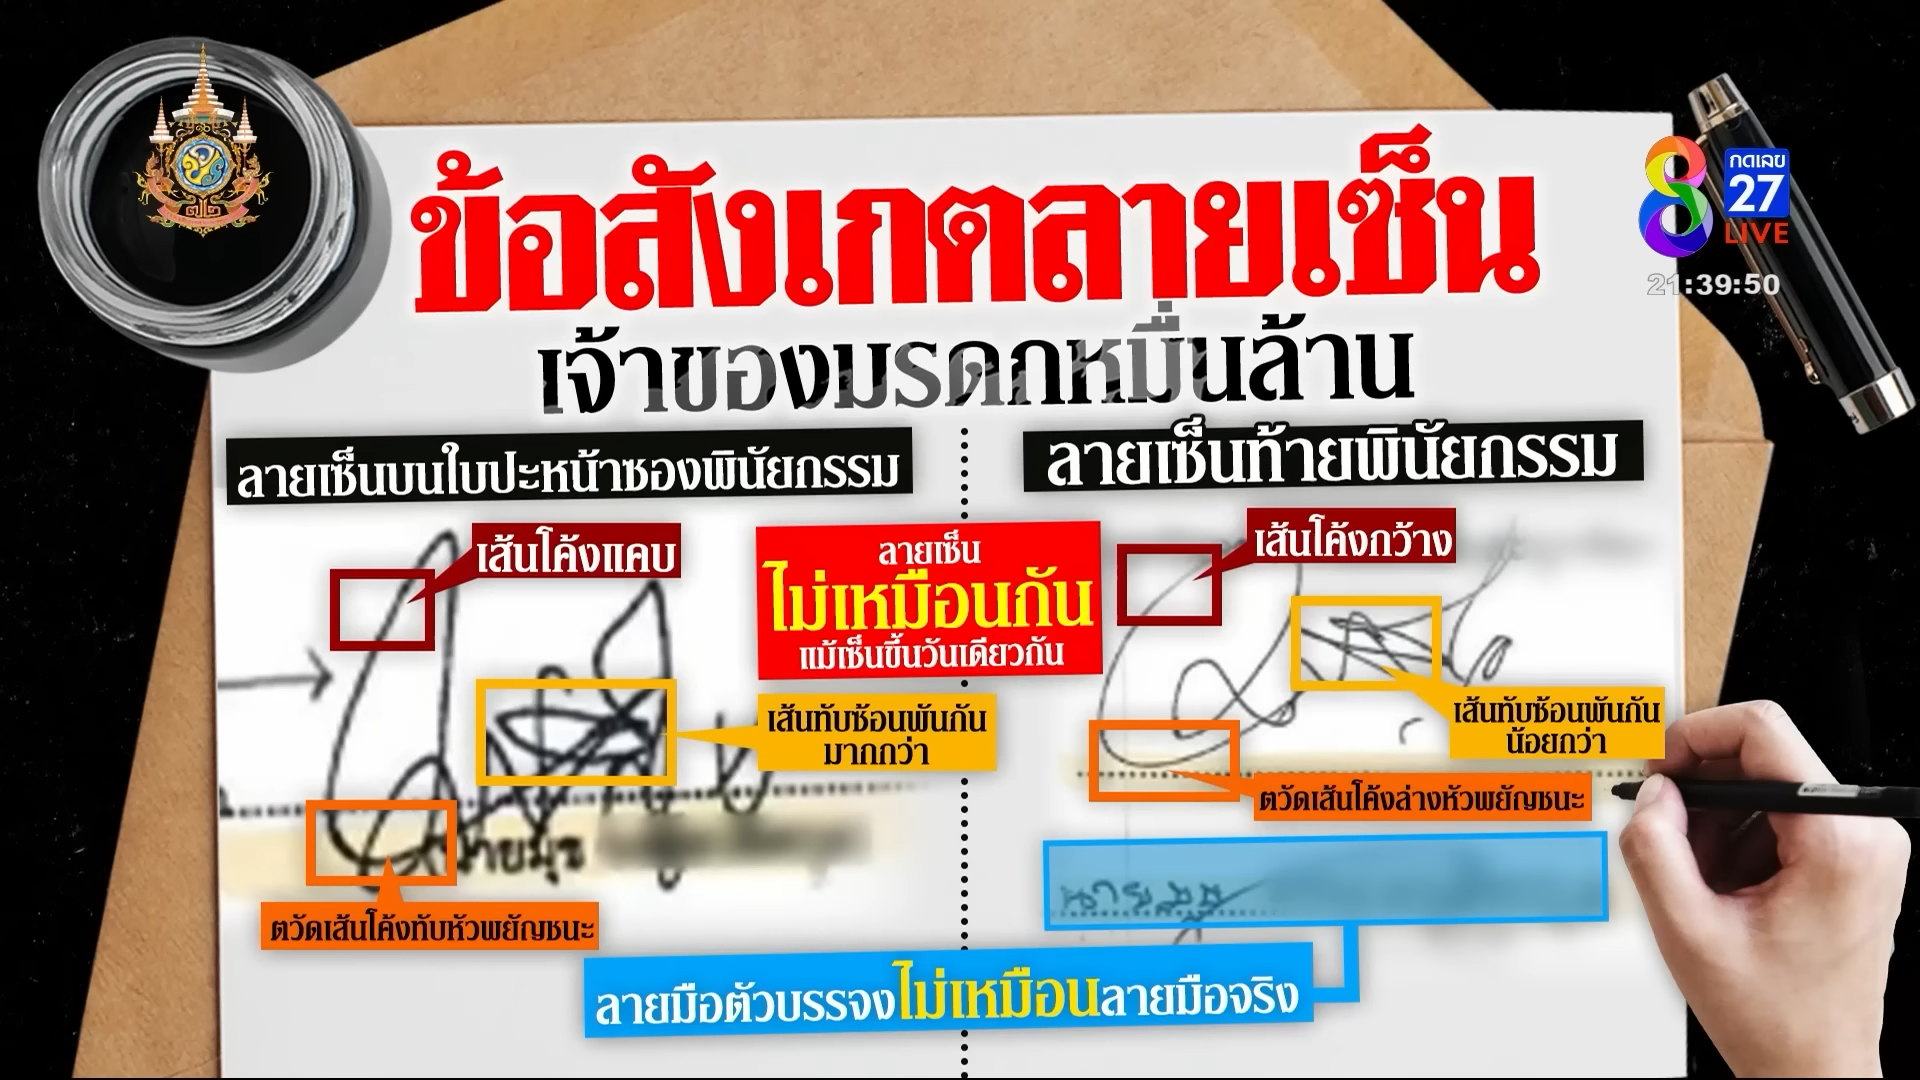 ข้อสังเกตลายเซ็น
เจ้าของมรดกหมื่นล้าน
กดเลข
27
LIVE
21:39:50
ลายเซ็นบนใบปะหน้าซองพินัยกรรม
ลายเซ็นท้ายพินัยกรรม
เส้นโค้งแคบ
ลายเซ็น
ไม่เหมือนกัน
แม้เซ็นขึ้นวันเดียวกัน
เส้นโค้งกว้าง
เส้นทับซ้อนพันกัน
มากกว่า
เส้นทับซ้อนพันกัน
น้อยกว่า
ตวัดเส้นโค้งล่างหัวพยัญชนะ
นายมุข
ตวัดเส้นโค้งทับหัวพยัญชนะ
ลายมือตัวบรรจงไม่เหมือนลายมือจริง